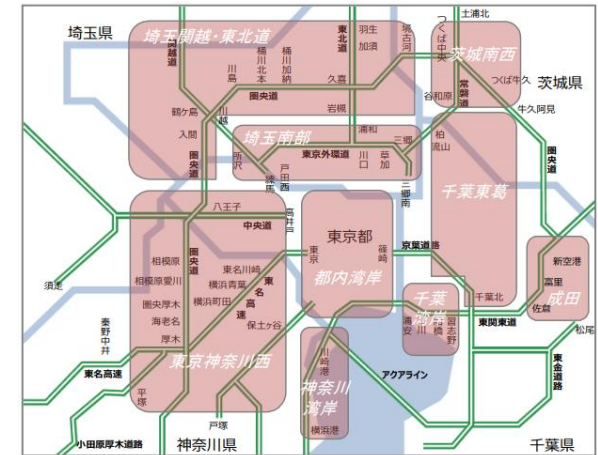 埼玉県
埼玉関越・東北道
関越道
東北道
羽生
加須
境古河
つくば中央
土浦北
茨城南西
桶川北本
桶川加納
川島
久喜
圏央道
岩槻
谷和原
常磐道
つくば牛久
茨城県
牛久阿見
鶴ケ島
川越
入間
圏央道
所沢
練馬
埼玉南部
東京外環道
戸田西
浦和
川口
草加
三郷
三郷南
柏
流山
圏央道
千葉東葛
八王子
中央道
高井戸
圏央道
相模原
相模原愛川
圏央厚木
海老名
厚木
東名川崎
横浜青葉
横浜町田
東名高速
保土ヶ谷
東京神奈川西
東京都
東京
篠崎
都内湾岸
京葉道路
千葉湾岸
浦安
習志野
千葉北
東関東道
新空港
富里
成田
佐倉
松尾
東金道路
須走
秦野中井
東名高速
平塚
小田原厚木道路
神奈川県
戸塚
川崎港
神奈川湾岸
横浜港
アクアライン
千葉県